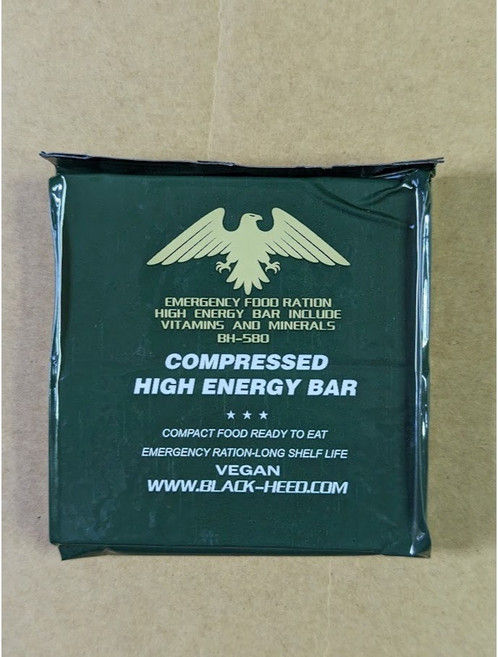 EMERGENCY FOOD RATION
HIGH ENERGY BAR INCLUDE
VITAMINS AND MINERALS
BH-580
COMPRESSED
HIGH ENERGY BAR
COMPACT FOOD READY TO EAT
EMERGENCY RATION-LONG SHELF LIFE
VEGAN
WWW.BLACK-HEED.COM